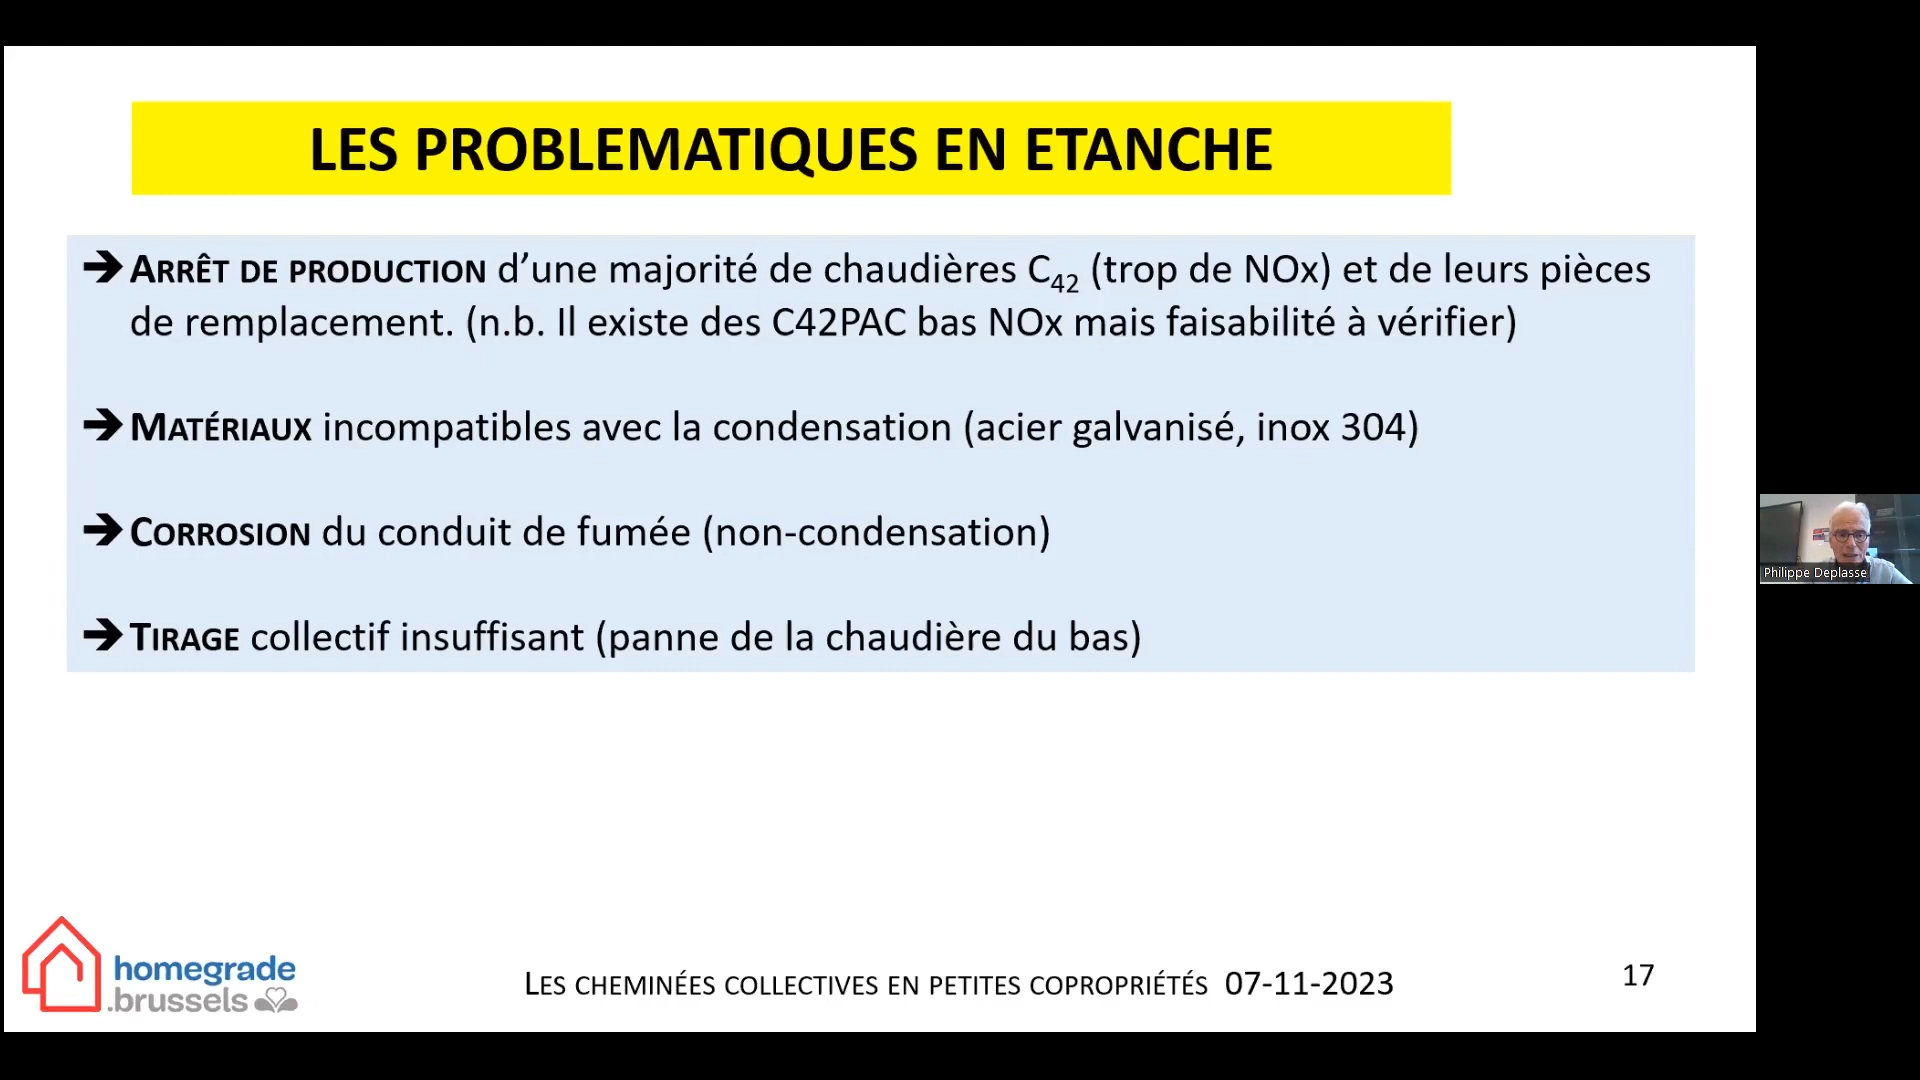 LES PROBLEMATIQUES EN ETANCHE
➔ ARRÊT DE PRODUCTION d’une majorité de chaudières C42 (trop de NOx) et de leurs pièces
de remplacement. (n.b. Il existe des C42PAC bas NOx mais faisabilité à vérifier)
➔ MATÉRIAUX incompatibles avec la condensation (acier galvanisé, inox 304)
➔ CORROSION du conduit de fumée (non-condensation)
➔ TIRAGE collectif insuffisant (panne de la chaudière du bas)
Philippe Deplasse
homegrade
.brussels
LES CHEMINÉES COLLECTIVES EN PETITES COPROPRIÉTÉS 07-11-2023
17